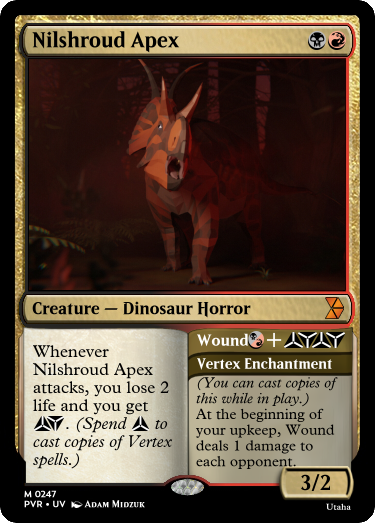 Nilshroud Apex
Creature — Dinosaur Horror
Whenever
Nilshroud Apex
attacks, you lose 2
life and you get
. (Spend to
cast copies of Vertex
spells.)
Wound +
Vertex Enchantment
(You can cast copies of
this while in play.)
At the beginning of
your upkeep, Wound
deals 1 damage to
each opponent.
3/2
M 0247
PVR • UV Adam Midzuk
Utaha